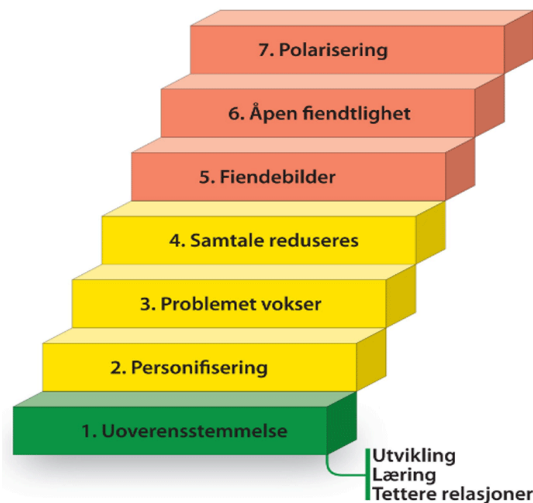 7. Polarisering
6. Åpen fiendtlighet
5. Fiendebilder
4. Samtale reduseres
3. Problemet vokser
2. Personifisering
1. Uoverensstemmelse
Utvikling
Læring
Tettere relasjoner